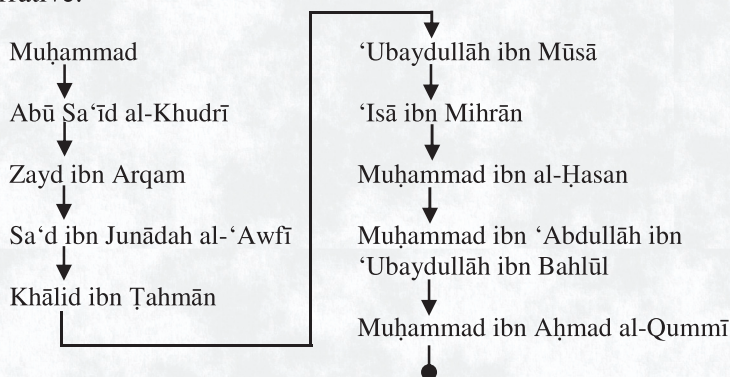 Muḥammad
Abū Sa‘īd al-Khudrī
Zayd ibn Arqam
Sa‘d ibn Junādah al-‘Awfī
Khālid ibn Ṭahmān
‘Ubaydullāh ibn Mūsā
‘Isā ibn Mihrān
Muḥammad ibn al-Ḥasan
Muḥammad ibn ‘Abdullāh ibn
‘Ubaydullāh ibn Bahlūl
Muḥammad ibn Aḥmad al-Qummī